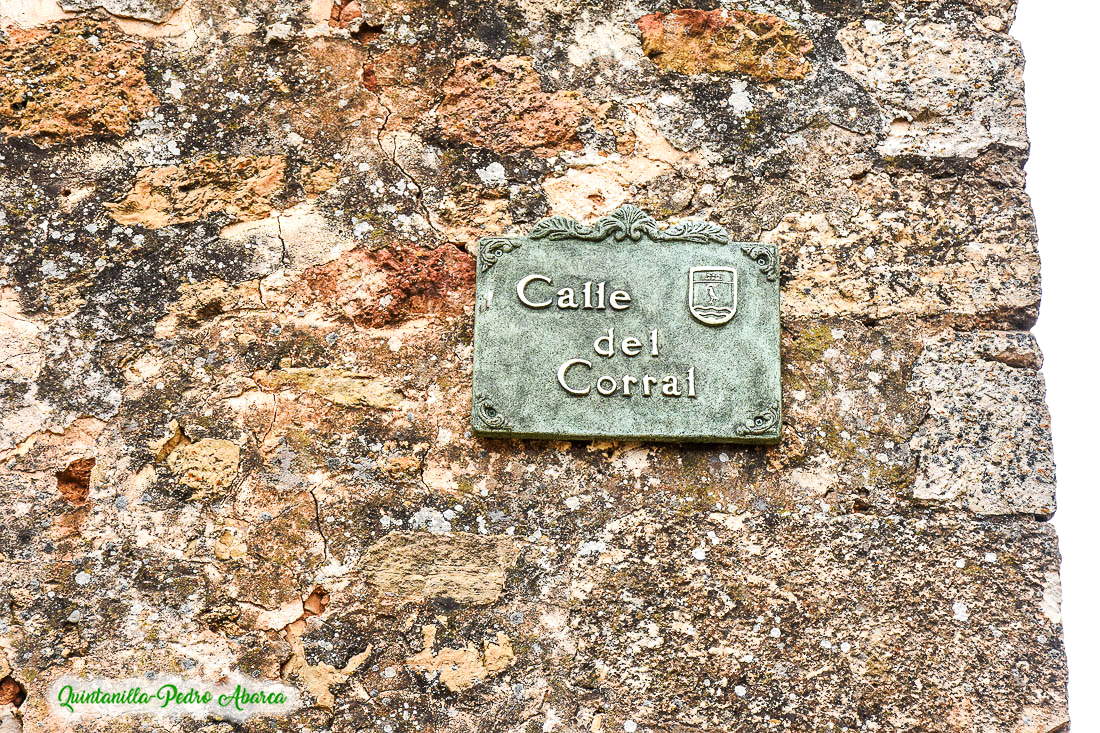 Calle
del
Corral
Quintanilla-Pedro Abarca